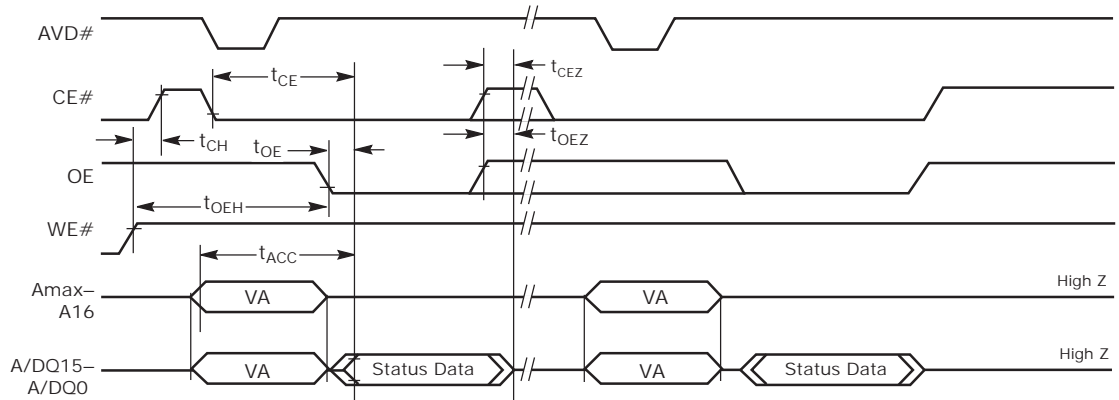 AVD#
//
//
tCEZ
tCE
CE#
//
//
tCH
tOE
tOEZ
OE
//
//
tOEH
WE#
//
tACC
Amax–
A16
VA
//
VA
High Z
A/DQ15–
A/DQ0
VA
Status Data
//
VA
Status Data
High Z